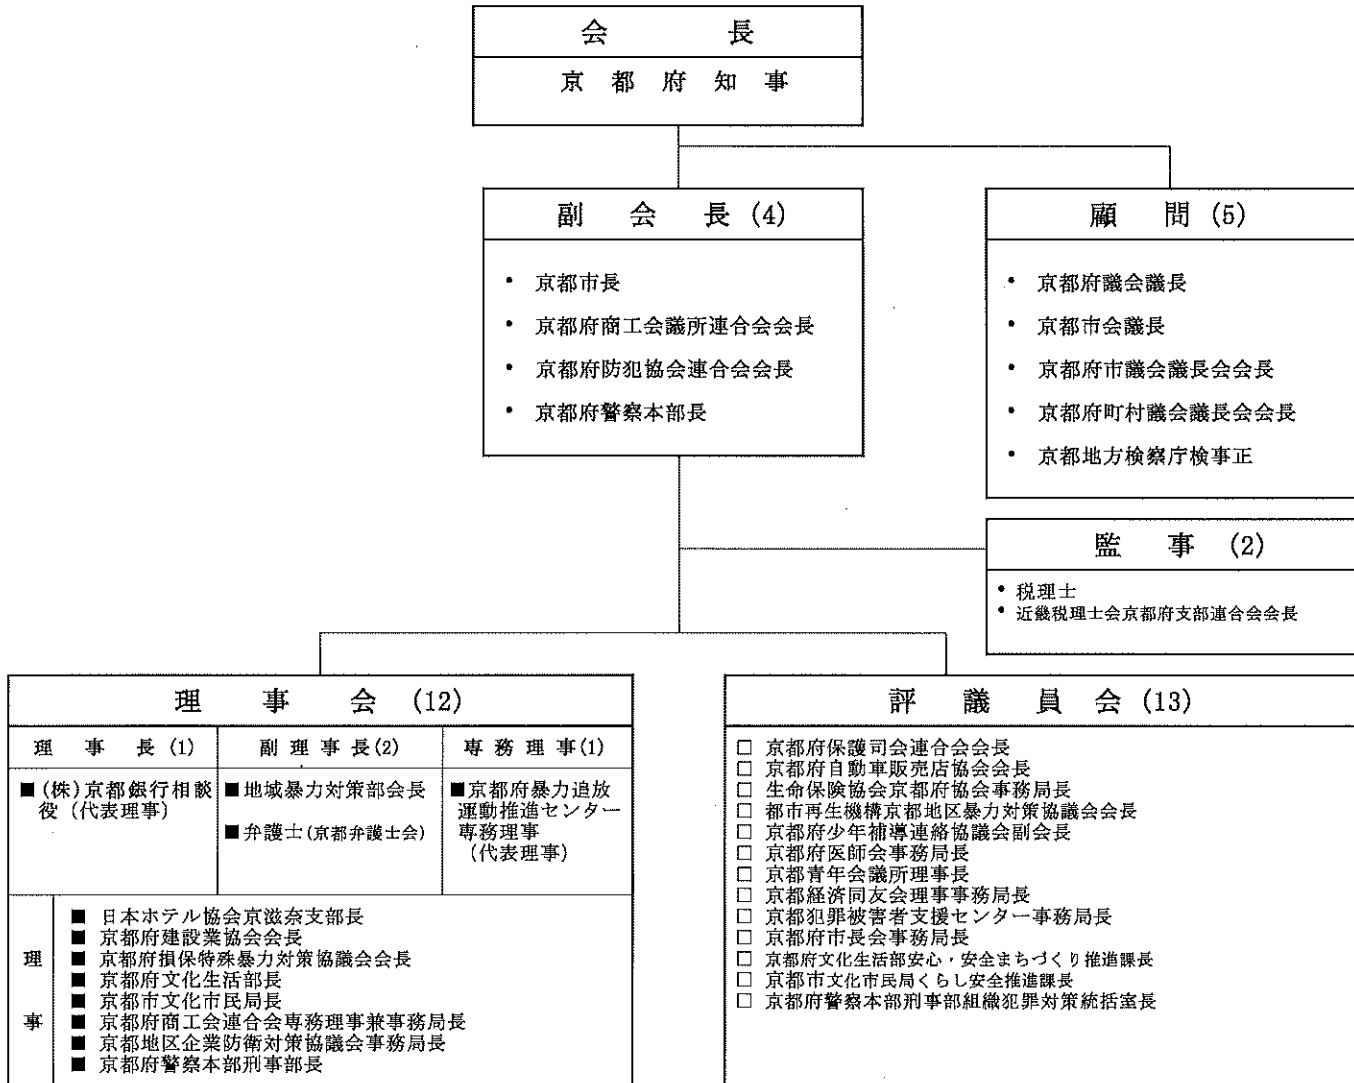 会長
京都府知事
副会長(4)
・ 京都市長
・ 京都府商工会議所連合会会長
・ 京都府防犯協会連合会会長
・ 京都府警察本部長
顧問(5)
・ 京都府議会議長
・ 京都市会議長
・ 京都府市議会議長会会長
・ 京都府町村議会議長会会長
・ 京都地方検察庁検事正
監事 (2)
・ 税理士
・ 近畿税理士会京都府支部連合会会長
理事会(12)
理事長(1)
■(株)京都銀行相談
役(代表理事)
副理事長(2)
■地域暴力対策部会長
■弁護士(京都弁護士会)
専務理事(1)
■京都府暴力追放
運動推進センター
専務理事
(代表理事)
理事
■ 日本ホテル協会京滋奈支部長
■ 京都府建設業協会会長
■ 京都府損保特殊暴力対策協議会会長
■ 京都府文化生活部長
■ 京都市文化市民局長
■ 京都府商工会連合会専務理事兼事務局長
■ 京都地区企業防衛対策協議会事務局長
■ 京都府警察本部刑事部長
評議員会(13)
□ 京都府保護司会連合会会長
□ 京都府自動車販売店協会会長
□ 生命保険協会京都府協会事務局長
□ 都市再生機構京都地区暴力対策協議会会長
□ 京都府少年補導連絡協議会副会長
□ 京都府医師会事務局長
□ 京都青年会議所理事長
□ 京都経済同友会理事事務局長
□ 京都犯罪被害者支援センター事務局長
□ 京都府市長会事務局長
□ 京都府文化生活部安心・安全まちづくり推進課長
□ 京都市文化市民局くらし安全推進課長
□ 京都府警察本部刑事部組織犯罪対策統括室長